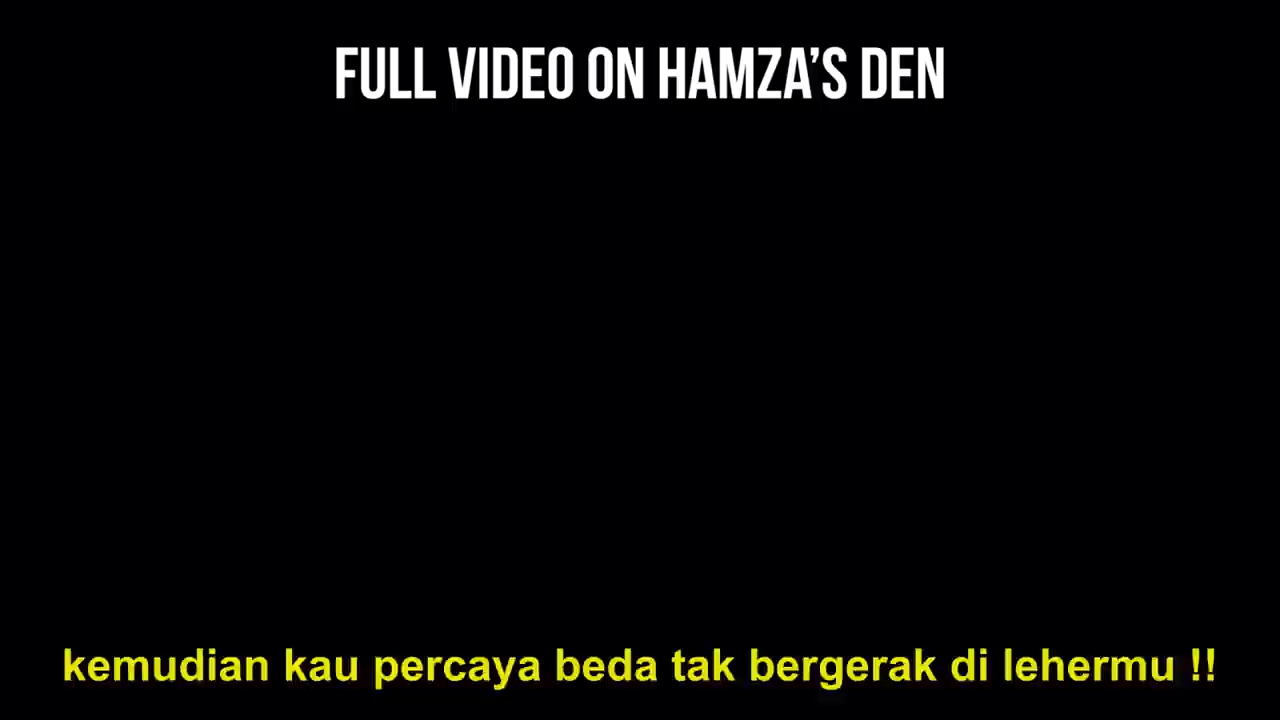 FULL VIDEO ON HAMZA’S DEN
kemudian kau percaya beda tak bergerak di lehermu !!